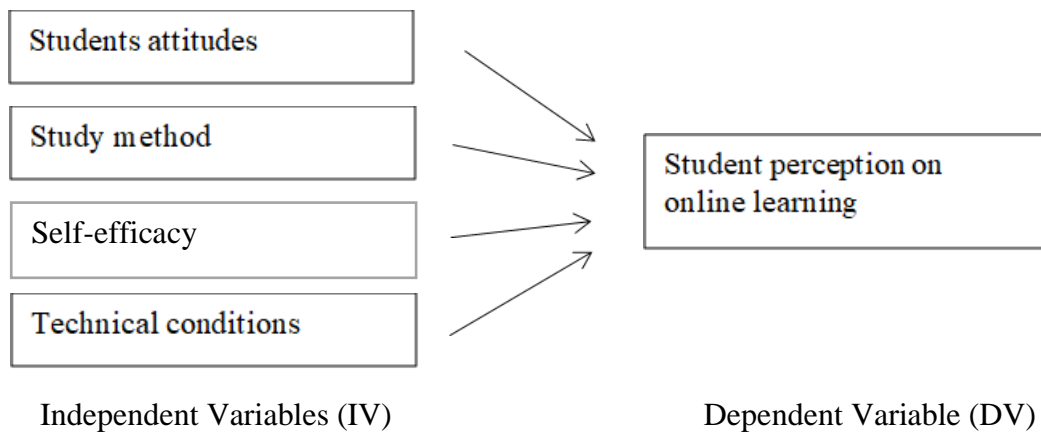 Students attitudes
Study method
Self-efficacy
Technical conditions
Student perception on
online learning
Independent Variables (IV)
Dependent Variable (DV)